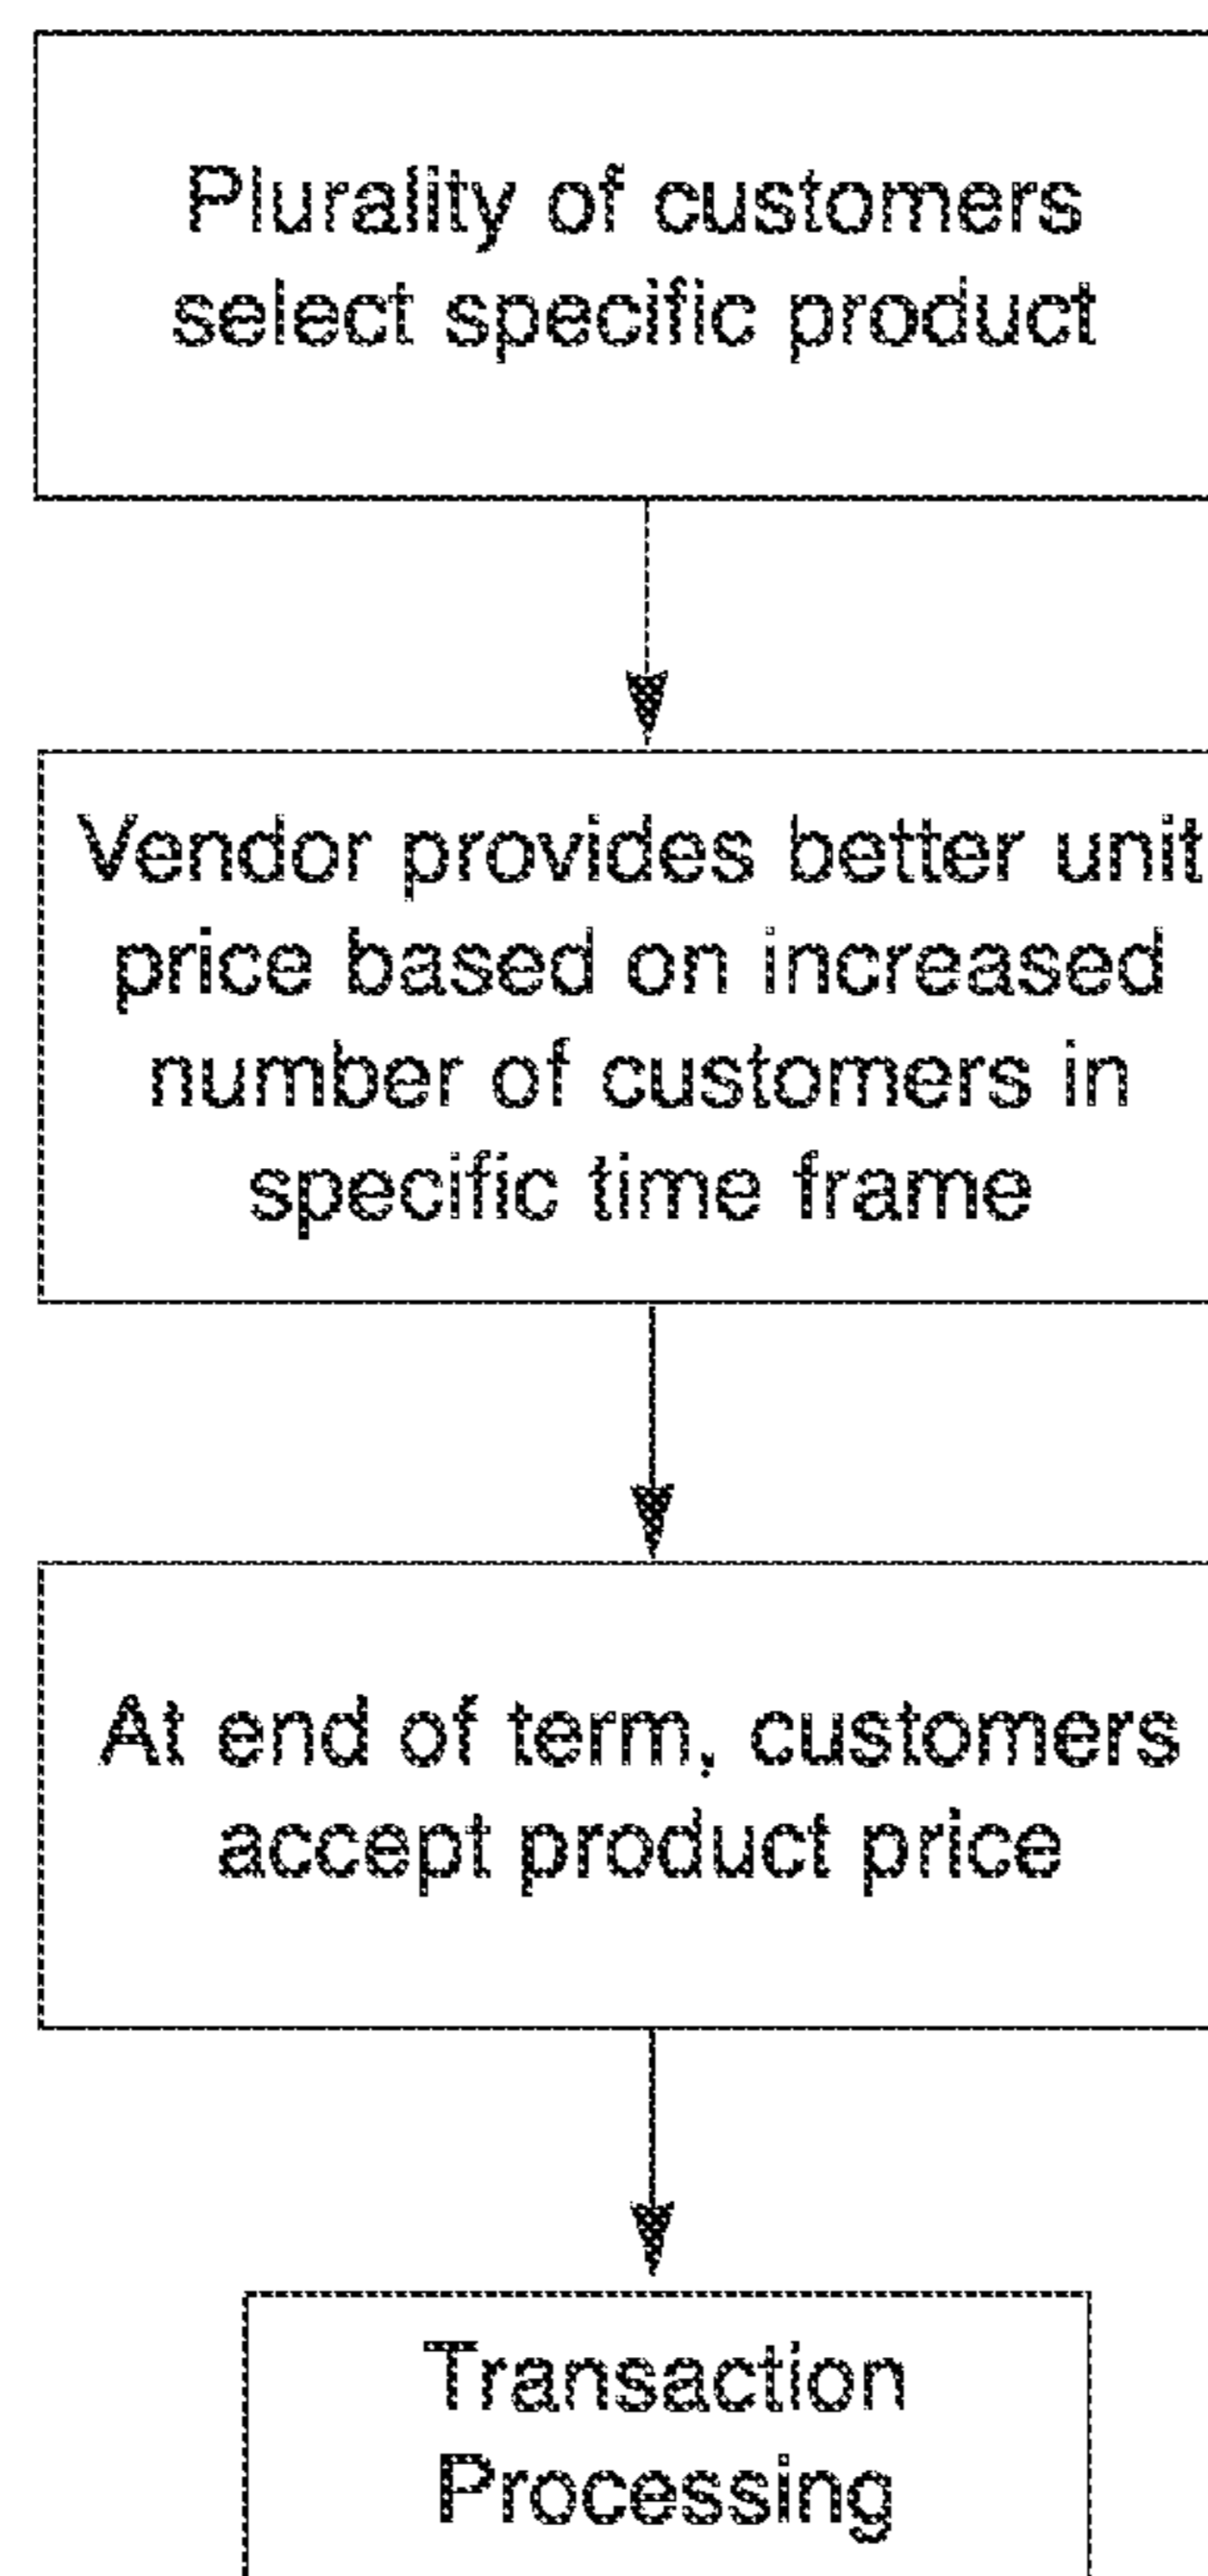 Plurality of customers
select specific product
Vendor provides better unit
price based on increased
number of customers in
specific time frame
At end of term, customers
accept product price
Transaction
Processing